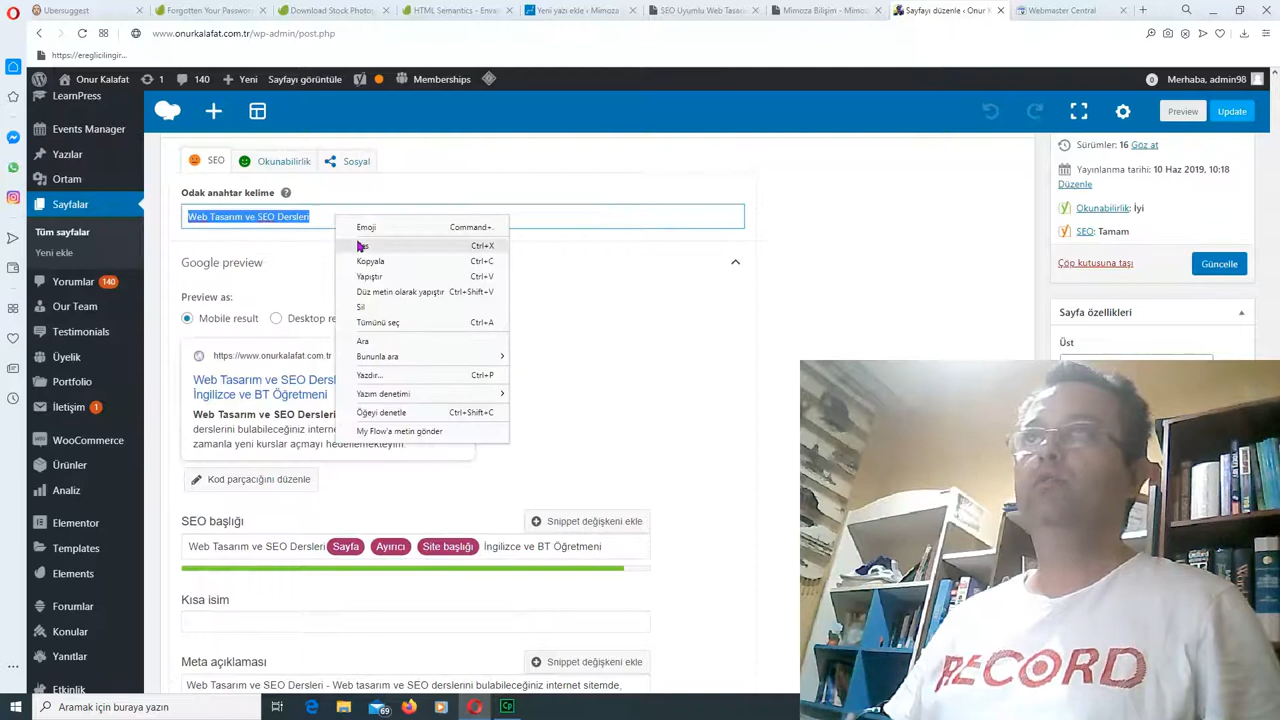 Ubersuggest
Forgotten Your Passwor
Download Stock Photos
HTML Semantics - Enva
Yeni yazı ekle ‹ Mimoza
SEO Uyumlu Web Tasarı
Mimoza Bilişim - Mimoz
Sayfayı düzenle ‹ Onur K
Webmaster Central
www.onurkalafat.com.tr/wp-admin/post.php
https://ereglicilingir...
Onur Kalafat
1
140
Yeni
Sayfayı görüntüle
Memberships
0
Merhaba, admin98
LearnPress
Events Manager
Yazılar
Ortam
Sayfalar
Tüm sayfalar
Yeni ekle
Yorumlar 140
Our Team
Testimonials
Üyelik
Portfolio
İletişim 1
WooCommerce
Ürünler
Analiz
Elementor
Templates
Elements
Forumlar
Konular
Yanıtlar
Etkinlik
Preview
Update
SEO
Okunabilirlik
Sosyal
Odak anahtar kelime
Web Tasarım ve SEO Dersleri
Google preview
Preview as:
Mobile result
Desktop re
https://www.onurkalafat.com.tr
Web Tasarım ve SEO Dersl
İngilizce ve BT Öğretmeni
Web Tasarım ve SEO Dersleri
derslerini bulabileceğiniz intern
zamanla yeni kurslar açmayı hedeflemekteyim.
Kod parçacığını düzenle
SEO başlığı
Snippet değişkeni ekle
Web Tasarım ve SEO Dersleri Sayfa Ayırıcı Site başlığı İngilizce ve BT Öğretmeni
Kısa isim
Meta açıklaması
Snippet değişkeni ekle
Web Tasarım ve SEO Dersleri - Web tasarım ve SEO derslerini bulabileceğiniz internet sitemde,
Emoji Command+.
Ctrl+X
Kopyala Ctrl+C
Yapıştır Ctrl+V
Düz metin olarak yapıştır Ctrl+Shift+V
Sil
Tümünü seç Ctrl+A
Ara
Bununla ara
Yazdır... Ctrl+P
Yazım denetimi
Öğeyi denetle Ctrl+Shift+C
My Flow'a metin gönder
Sürümler: 16 Göz at
Yayınlanma tarihi: 10 Haz 2019, 10:18
Düzenle
Okunabilirlik: İyi
SEO: Tamam
Çöp kutusuna taşı
Güncelle
Sayfa özellikleri
Üst
RECORD
Aramak için buraya yazın
69
Cp